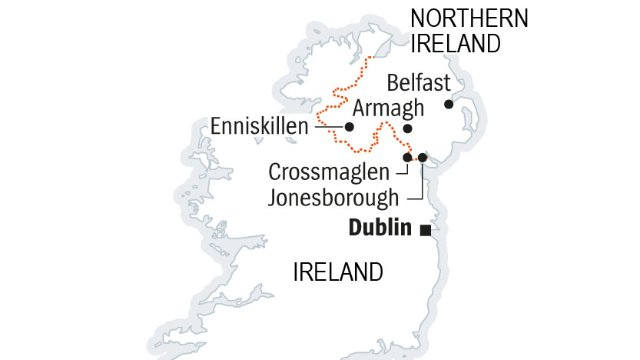 NORTHERN
IRELAND
Belfast
Armagh
Enniskillen
Crossmaglen
Jonesborough
Dublin
IRELAND